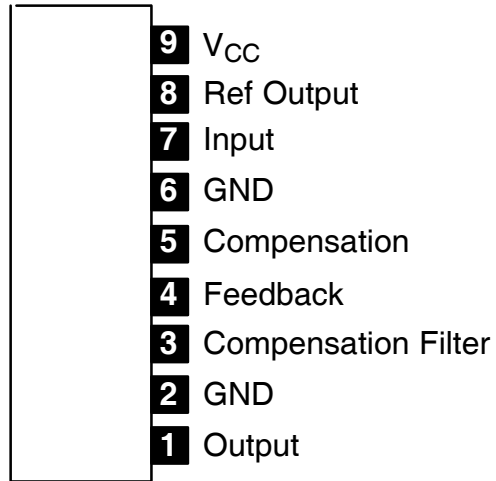 9 VCC
8 Ref Output
7 Input
6 GND
5 Compensation
4 Feedback
3 Compensation Filter
2 GND
1 Output